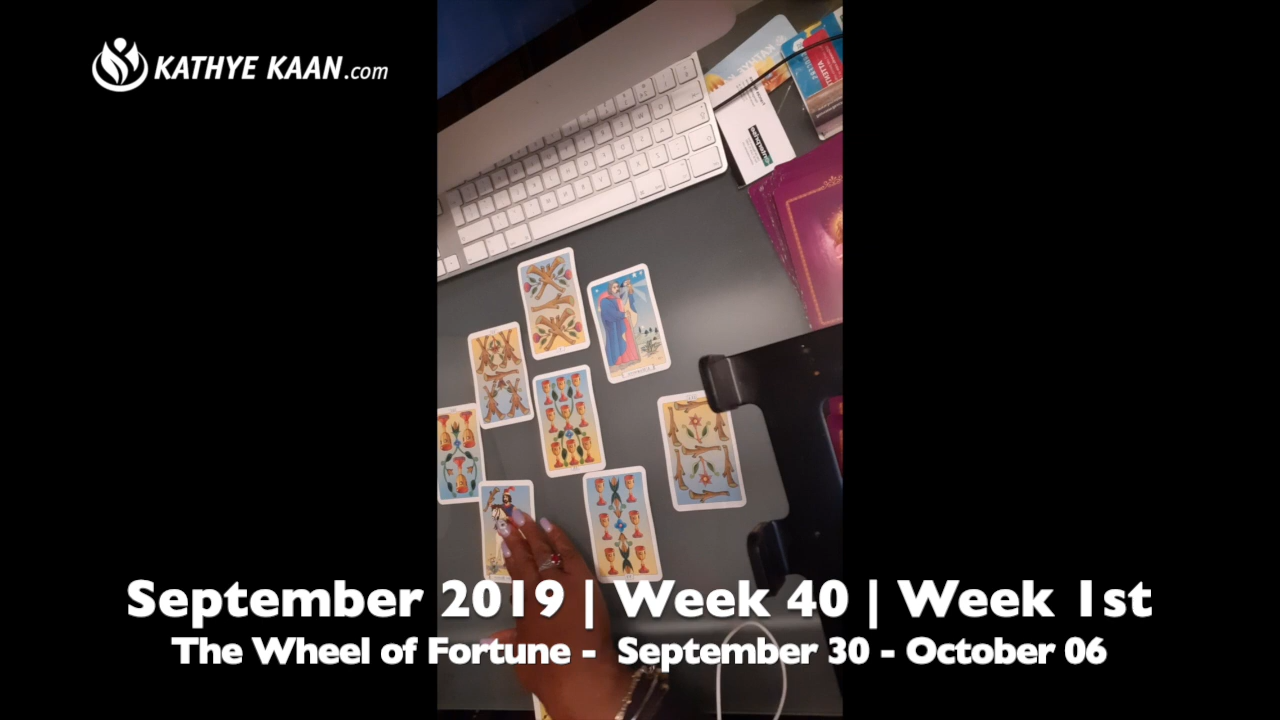 KATHYE KAAN.com
September 2019 | Week 40 | Week 1st
The Wheel of Fortune - September 30 - October 06